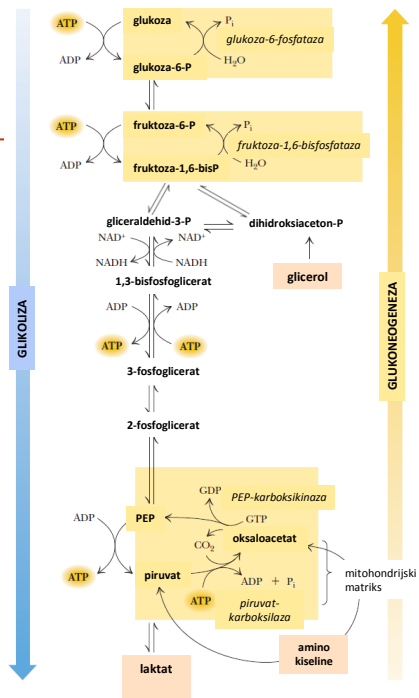 GLIKOLIZA
GLUKONEOGENEZA
ATP
glukoza
Pi
glukoza-6-fosfataza
ADP
glukoza-6-P
H2O
ATP
fruktoza-6-P
Pi
fruktoza-1,6-bisfosfataza
ADP
fruktoza-1,6-bisP
H2O
gliceraldehid-3-P
dihidroksiaceton-P
NAD+
NAD+
NADH
NADH
glicerol
1,3-bisfosfoglicerat
ADP
ADP
ATP
ATP
3-fosfoglicerat
2-fosfoglicerat
GDP
PEP-karboksikinaza
ADP
PEP
GTP
CO2
oksaloacetat
ATP
piruvat
ADP + Pi
mitohondrijski
matriks
ATP
piruvat-
karboksilaza
amino
kiseline
laktat